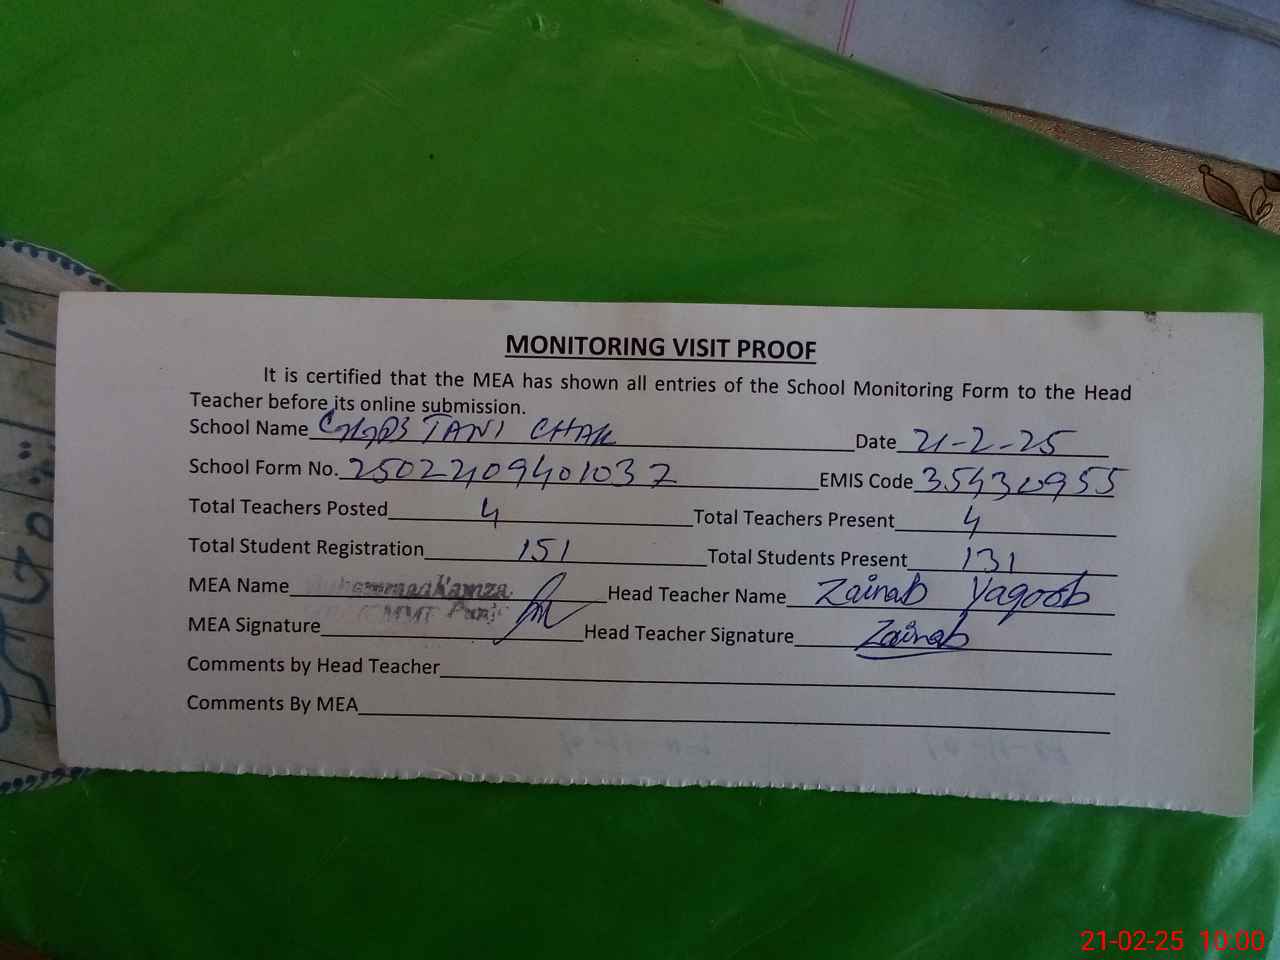 MONITORING VISIT PROOF
It is certified that the MEA has shown all entries of the School Monitoring Form to the Head
Teacher before its online submission.
School Name GGPS TANI CHAK Date 21-2-25
School Form No. 25022109401037 EMIS Code 35430955
Total Teachers Posted 4 Total Teachers Present 4
Total Student Registration 151 Total Students Present 131
MEA Name Muhammad Hamza Head Teacher Name Zainab Yaqoob
MEA Signature Head Teacher Signature Zainab
Comments by Head Teacher
Comments By MEA
21-02-25 10:00